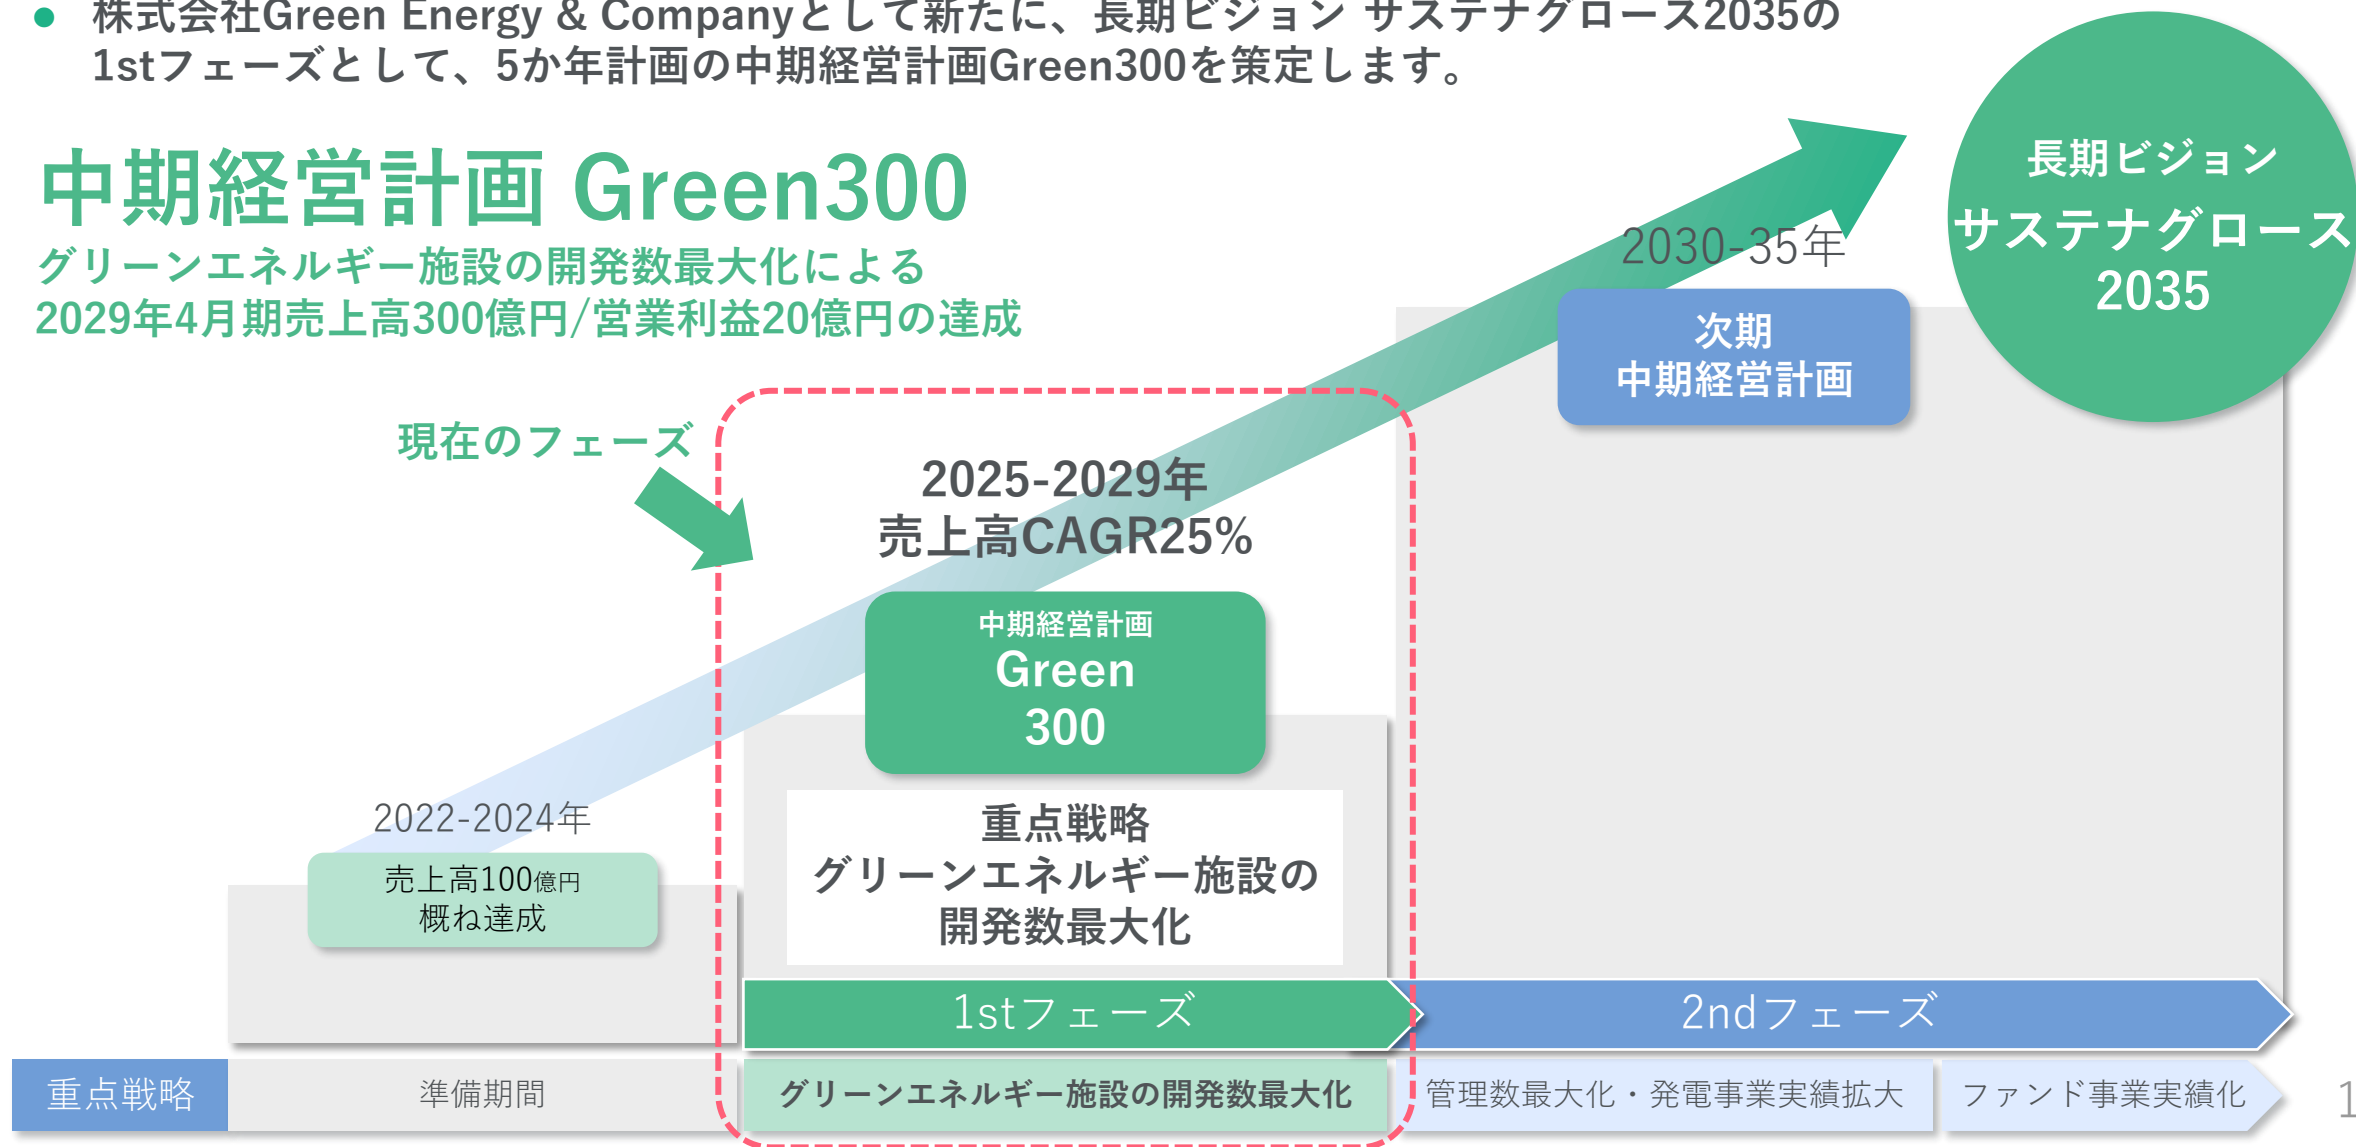 株式会社Green Energy & Companyとして新たに、長期ビジョン サステナグロース2035の
1stフェーズとして、5か年計画の中期経営計画Green300を策定します。
中期経営計画 Green300
グリーンエネルギー施設の開発数最大化による
2029年4月期売上高300億円/営業利益20億円の達成
長期ビジョン
サステナグロース
2035
2030-35年
次期
中期経営計画
現在のフェーズ
2025-2029年
売上高CAGR25%
中期経営計画
Green
300
2022-2024年
売上高100億円
概ね達成
重点戦略
グリーンエネルギー施設の
開発数最大化
1stフェーズ
2ndフェーズ
重点戦略
準備期間
グリーンエネルギー施設の開発数最大化
管理数最大化・発電事業実績拡大
ファンド事業実績化